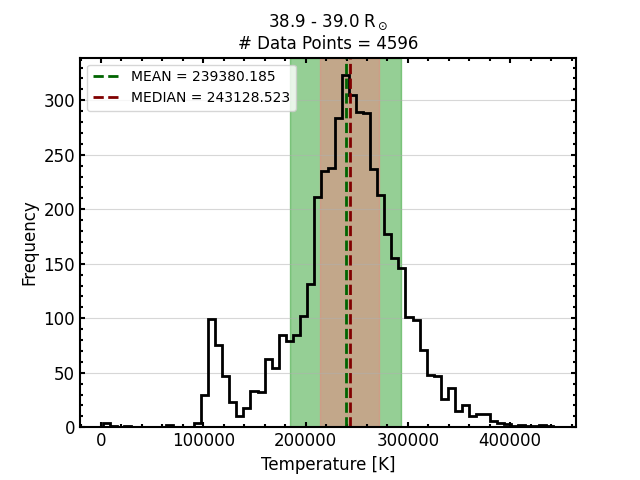 38.9 - 39.0 R⊙
# Data Points = 4596
MEAN = 239380.185
MEDIAN = 243128.523
Frequency
300
250
200
150
100
50
0
0 100000 200000 300000 400000
Temperature [K]